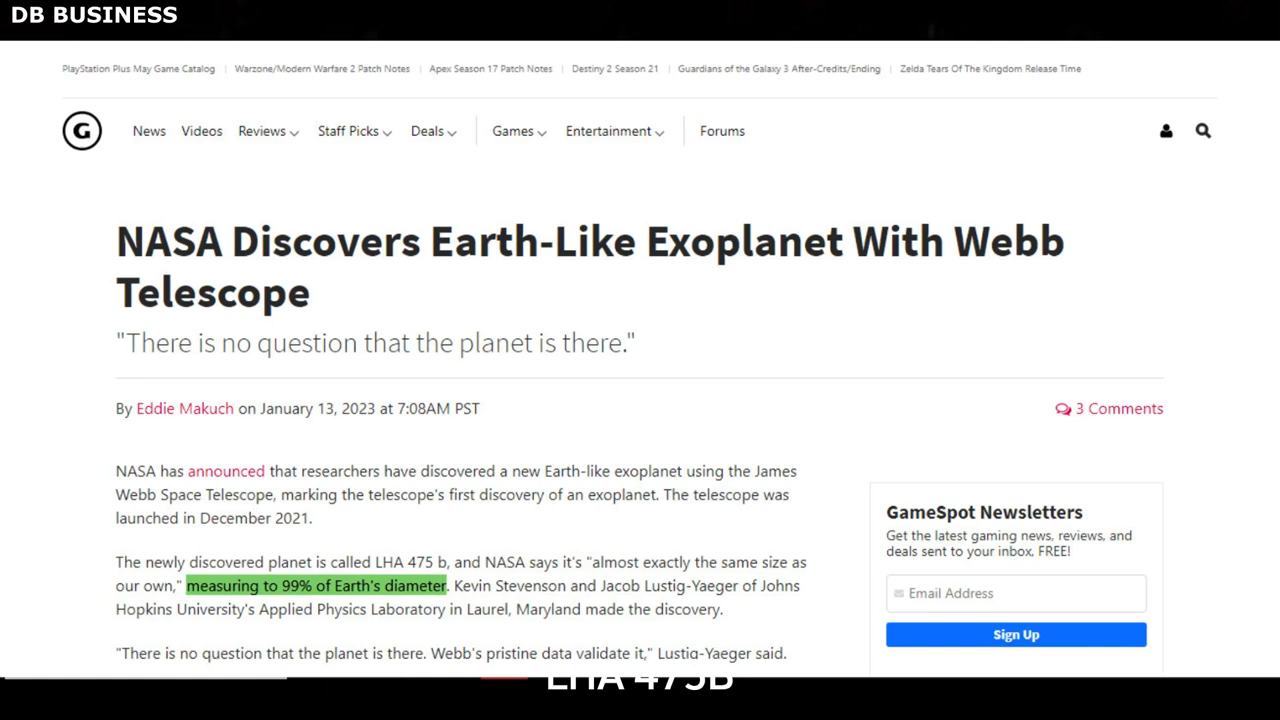 DB BUSINESS
PlayStation Plus May Game Catalog
Warzone/Modern Warfare 2 Patch Notes
Apex Season 17 Patch Notes
Destiny 2 Season 21
Guardians of the Galaxy 3 After-Credits/Ending
Zelda Tears Of The Kingdom Release Time
G
News
Videos
Reviews
Staff Picks
Deals
Games
Entertainment
Forums
NASA Discovers Earth-Like Exoplanet With Webb
Telescope
"There is no question that the planet is there."
By Eddie Makuch on January 13, 2023 at 7:08AM PST
3 Comments
NASA has announced that researchers have discovered a new Earth-like exoplanet using the James
Webb Space Telescope, marking the telescope's first discovery of an exoplanet. The telescope was
launched in December 2021.
The newly discovered planet is called LHA 475 b, and NASA says it's "almost exactly the same size as
our own," measuring to 99% of Earth's diameter. Kevin Stevenson and Jacob Lustig-Yaeger of Johns
Hopkins University's Applied Physics Laboratory in Laurel, Maryland made the discovery.
"There is no question that the planet is there. Webb's pristine data validate it," Lustig-Yaeger said.
GameSpot Newsletters
Get the latest gaming news, reviews, and
deals sent to your inbox, FREE!
Email Address
Sign Up
LHA 475B